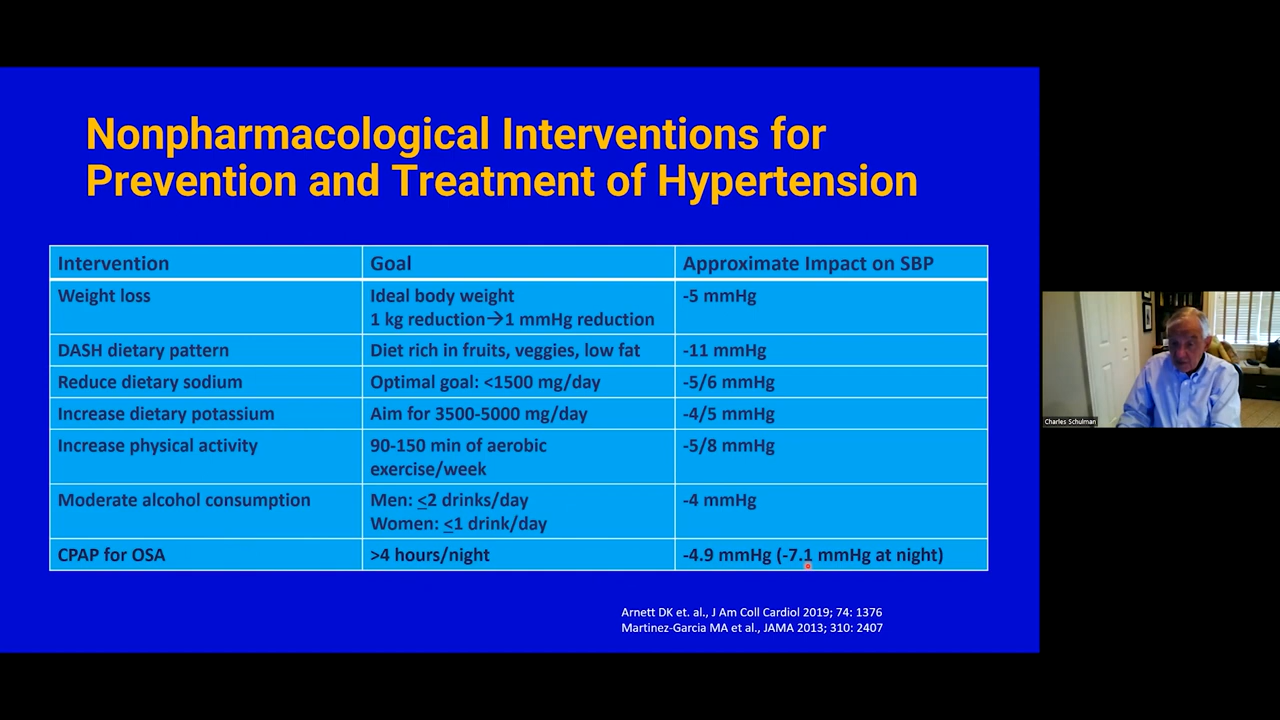 Nonpharmacological Interventions for
Prevention and Treatment of Hypertension
Intervention Goal Approximate Impact on SBP
Weight loss Ideal body weight -5 mmHg
1 kg reduction→1 mmHg reduction
DASH dietary pattern Diet rich in fruits, veggies, low fat -11 mmHg
Reduce dietary sodium Optimal goal: <1500 mg/day -5/6 mmHg
Increase dietary potassium Aim for 3500-5000 mg/day -4/5 mmHg
Increase physical activity 90-150 min of aerobic -5/8 mmHg
exercise/week
Moderate alcohol consumption Men: ≤2 drinks/day -4 mmHg
Women: ≤1 drink/day
CPAP for OSA >4 hours/night -4.9 mmHg (-7.1 mmHg at night)
Arnett DK et. al., J Am Coll Cardiol 2019; 74: 1376
Martinez-Garcia MA et al., JAMA 2013; 310: 2407
Charles Schulman